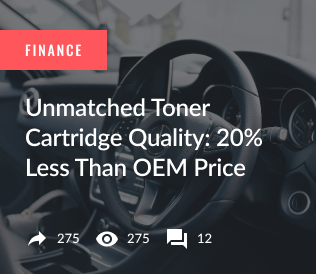 FINANCE
Unmatched Toner
Cartridge Quality: 20%
Less Than OEM Price
275 275 12